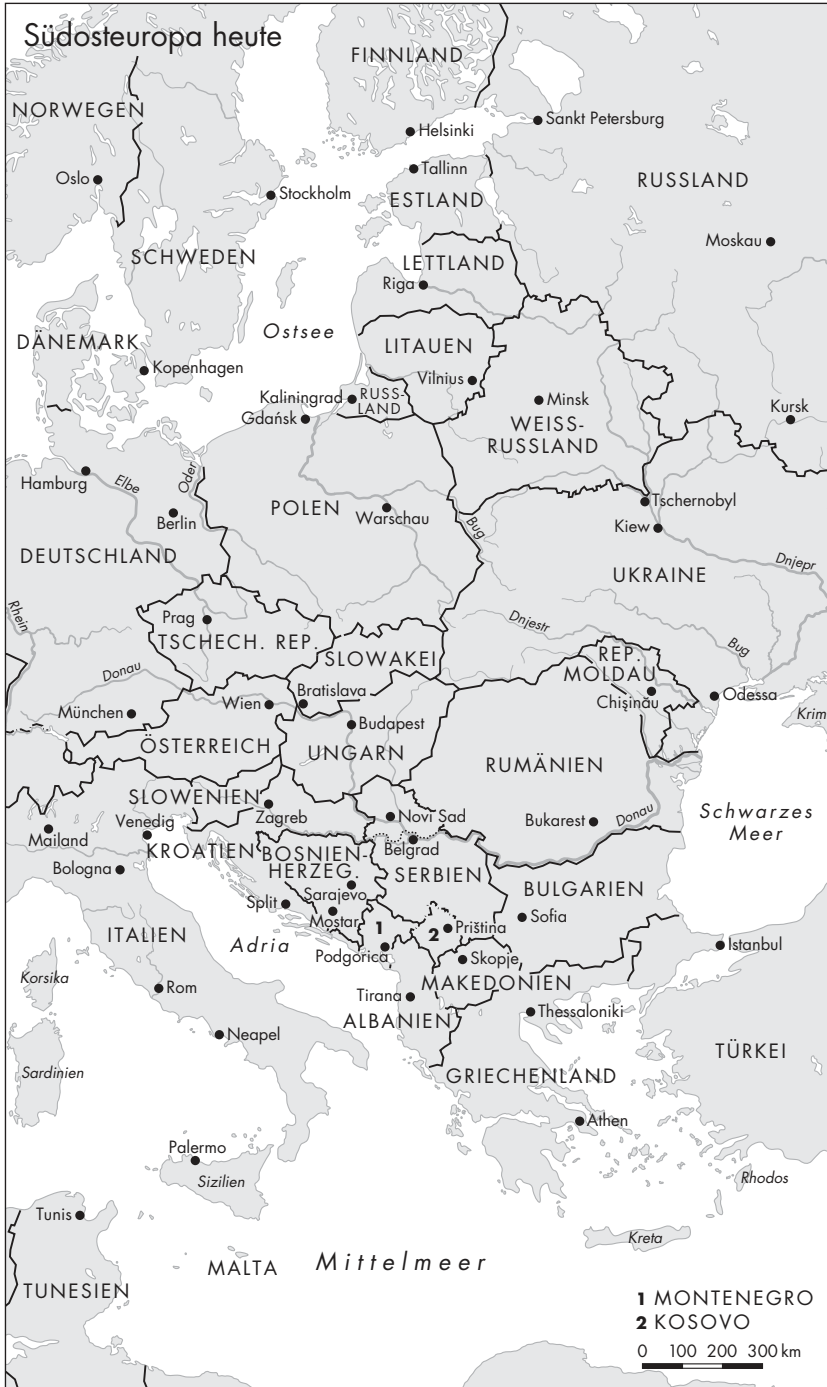 Südosteuropa heute
FINNLAND
NORWEGEN
Helsinki
Sankt Petersburg
Tallinn
Oslo
Stockholm
ESTLAND
RUSSLAND
Moskau
SCHWEDEN
LETTLAND
Riga
Ostsee
DÄNEMARK
LITAUEN
Kopenhagen
Vilnius
Kaliningrad
RUSS-
LAND
Minsk
Gdańsk
WEISS-
RUSSLAND
Kursk
Hamburg
Elbe
Oder
Berlin
POLEN
Warschau
Bug
Tschernobyl
Kiew
DEUTSCHLAND
Dnjepr
UKRAINE
Rhein
Prag
TSCHECH. REP.
Dnjestr
Bug
SLOWAKEI
REP.
MOLDAU
Donau
München
Wien
Bratislava
Chişinău
Odessa
Krim
Budapest
ÖSTERREICH
UNGARN
RUMÄNIEN
SLOWENIEN
Zagreb
Novi Sad
Bukarest
Donau
Schwarzes
Meer
Mailand
Venedig
KROATIEN
BOSNIEN-
HERZEG.
Belgrad
SERBIEN
Bologna
BULGARIEN
Sarajevo
Split
Mostar
Sofia
ITALIEN
Adria
1
2
Priština
Podgorica
Istanbul
Skopje
Korsika
MAKEDONIEN
Rom
Tirana
Thessaloniki
ALBANIEN
Neapel
TÜRKEI
Sardinien
GRIECHENLAND
Athen
Palermo
Sizilien
Rhodos
Tunis
Kreta
MALTA
Mittelmeer
TUNESIEN
1 MONTENEGRO
2 KOSOVO
0 100 200 300 km